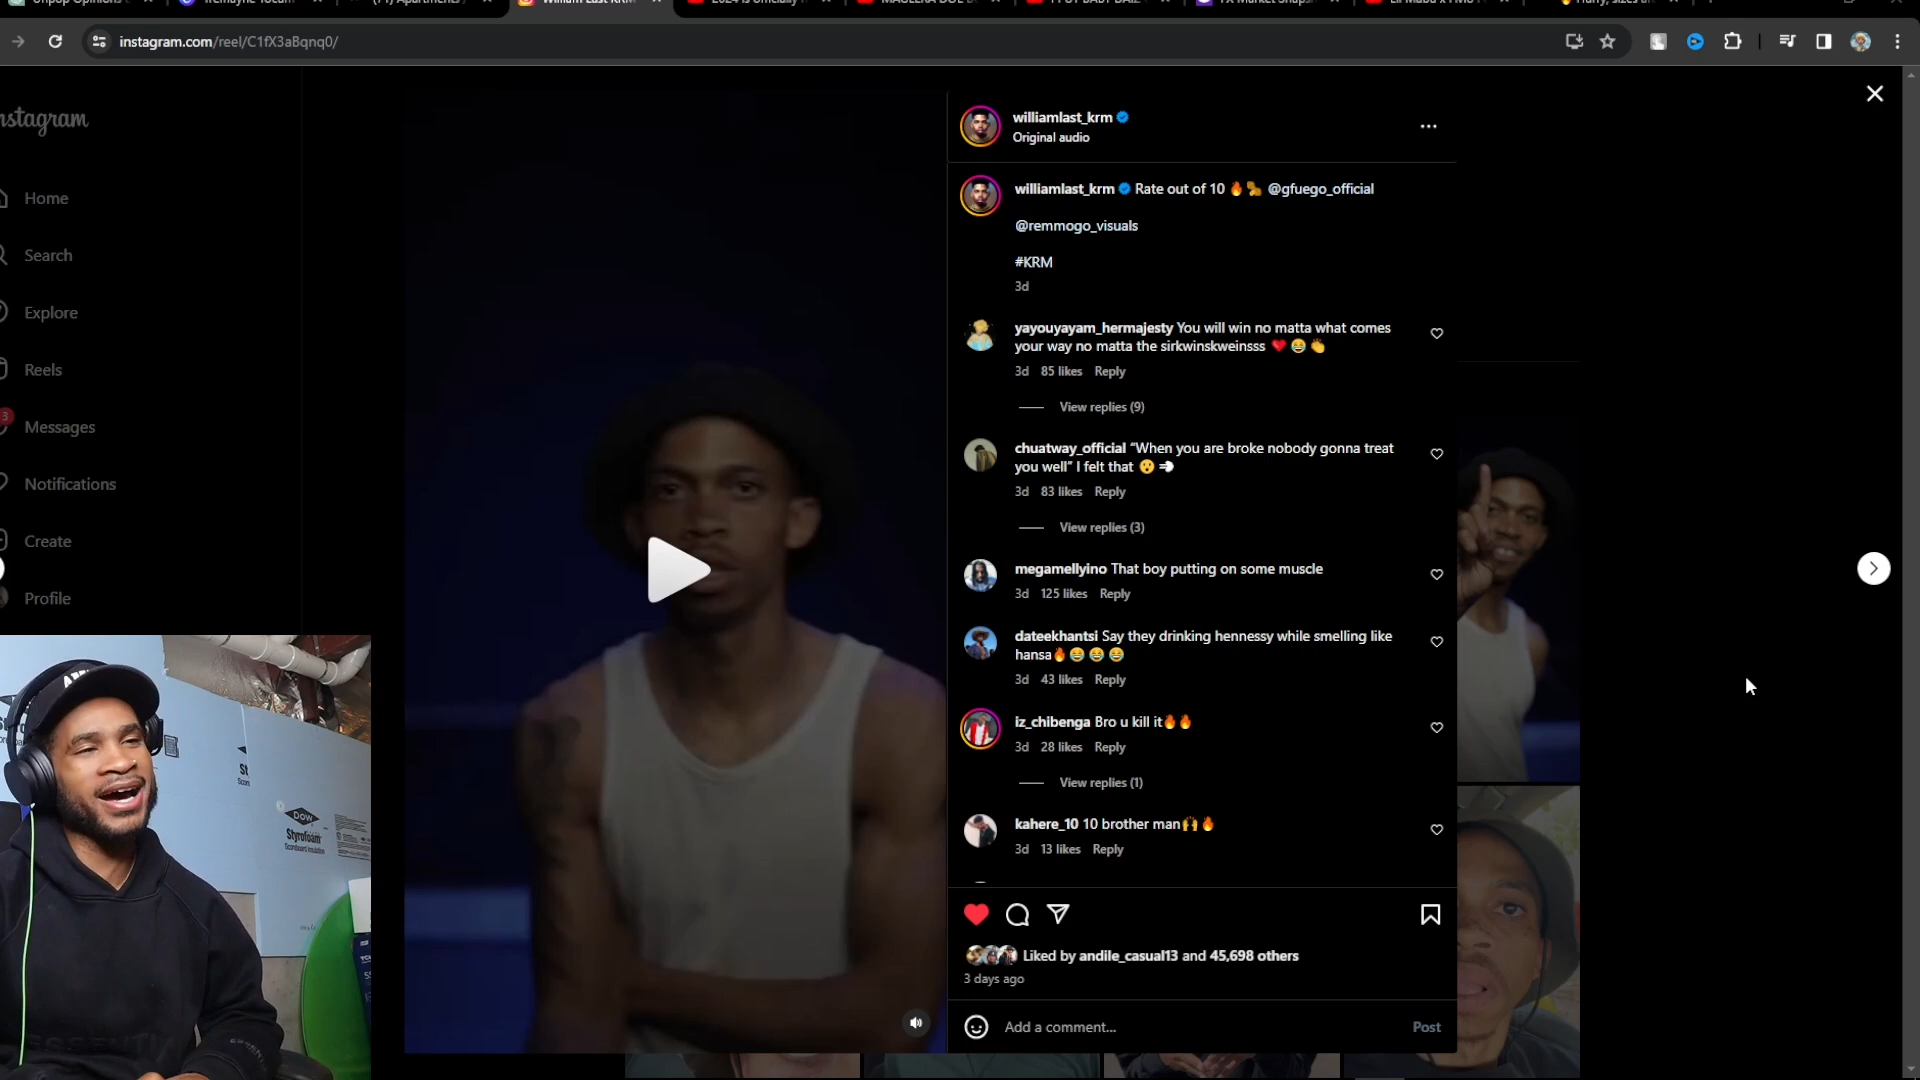 instagram.com/reel/C1fX3aBqnq0/
nstagram
Home
Search
Explore
Reels
3
Messages
Notifications
Create
Profile
williamlast_krm
Original audio
williamlast_krm Rate out of 10 🔥 @gfuego_official
@remmogo_visuals
#KRM
3d
yayouyayam_hermajesty You will win no matta what comes
your way no matta the sirkwinskweinsss ❤️😂👏
3d 85 likes Reply
View replies (9)
chuatway_official “When you are broke nobody gonna treat
you well” I felt that 😮‍💨
3d 83 likes Reply
View replies (3)
megamellyino That boy putting on some muscle
3d 125 likes Reply
dateekhantsi Say they drinking hennessy while smelling like
hansa🔥😂😂😂
3d 43 likes Reply
iz_chibenga Bro u kill it🔥🔥
3d 28 likes Reply
View replies (1)
kahere_10 10 brother man🙌🔥
3d 13 likes Reply
Liked by andile_casual13 and 45,698 others
3 days ago
Add a comment...
Post
DOW
Styrofoam